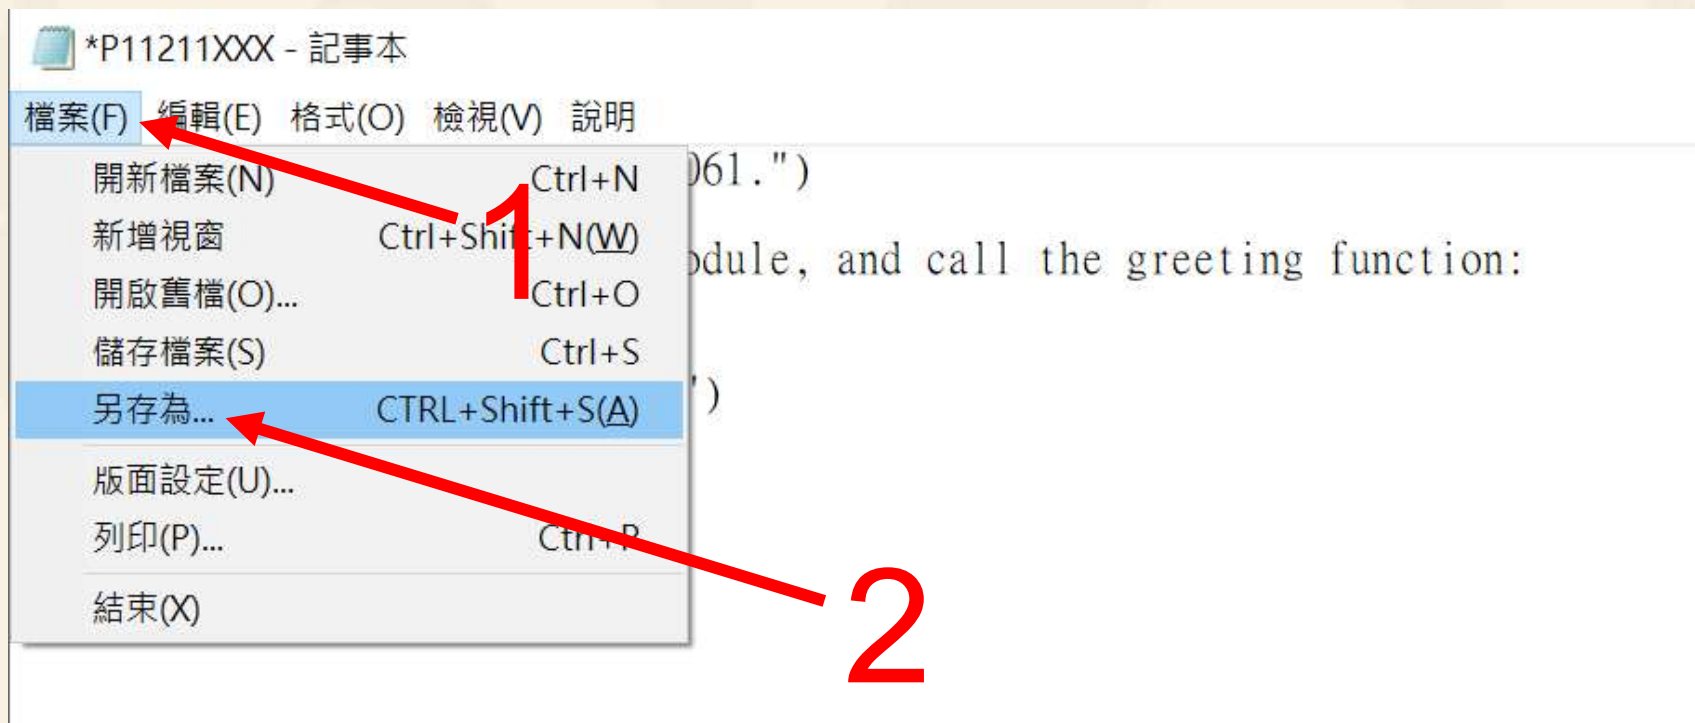 *P11211XXX - 記事本
檔案(F) 編輯(E) 格式(O) 檢視(V) 說明
開新檔案(N) Ctrl+N
新增視窗 Ctrl+Shift+N(W)
開啟舊檔(O)... Ctrl+O
儲存檔案(S) Ctrl+S
另存為... CTRL+Shift+S(A)
版面設定(U)...
列印(P)... Ctrl+P
結束(X)
061.")
odule, and call the greeting function:
")
1
2